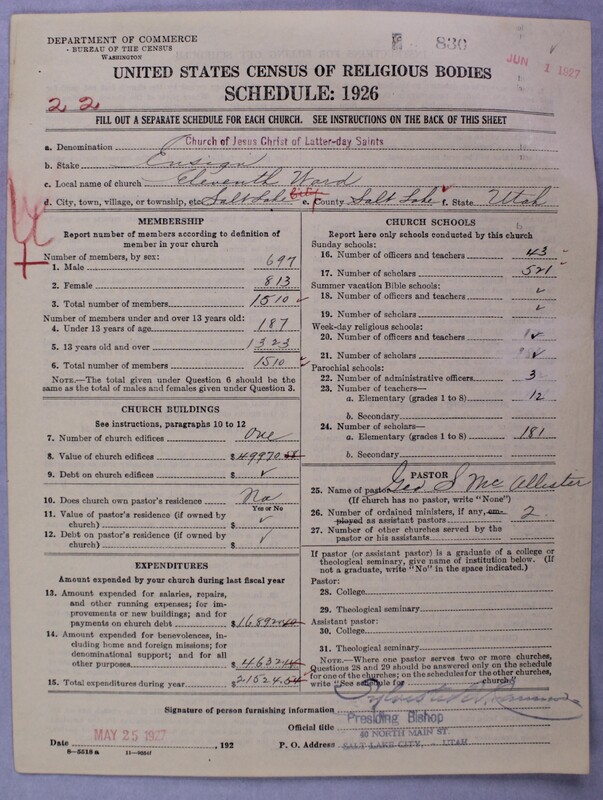 DEPARTMENT OF COMMERCE
BUREAU OF THE CENSUS
WASHINGTON
830
JUN 1 1927
UNITED STATES CENSUS OF RELIGIOUS BODIES
SCHEDULE: 1926
22
FILL OUT A SEPARATE SCHEDULE FOR EACH CHURCH. SEE INSTRUCTIONS ON THE BACK OF THIS SHEET
a. Denomination Church of Jesus Christ of Latter-day Saints
b. Stake Ensign
c. Local name of church Eleventh Ward
d. City, town, village, or township, etc. Salt Lake City e. County Salt Lake f. State Utah
MEMBERSHIP
Report number of members according to definition of
member in your church
Number of members, by sex:
1. Male 697
2. Female 813
3. Total number of members 1510
Number of members under and over 13 years old:
4. Under 13 years of age 187
5. 13 years old and over 1323
6. Total number of members 1510
NOTE.—The total given under Question 6 should be
same as the total of males and females given under Question 3.
CHURCH BUILDINGS
See instructions, paragraphs 10 to 12
7. Number of church edifices One
8. Value of church edifices $49970
9. Debt on church edifices $
10. Does church own pastor's residence No
Yes or No
11. Value of pastor's residence (if owned by
church) $
12. Debt on pastor's residence (if owned by
church) $
EXPENDITURES
Amount expended by your church during last fiscal year
13. Amount expended for salaries, repairs,
and other running expenses; for im-
provements or new buildings; and for
payments on church debt $16892
14. Amount expended for benevolences, in-
cluding home and foreign missions; for
denominational support; and for all
other purposes $4632
15. Total expenditures during year $21524
CHURCH SCHOOLS
Report here only schools conducted by this church
Sunday schools:
16. Number of officers and teachers 43
17. Number of scholars 521
Summer vacation Bible schools:
18. Number of officers and teachers
19. Number of scholars
Week-day religious schools:
20. Number of officers and teachers
21. Number of scholars
Parochial schools:
22. Number of administrative officers 3
23. Number of teachers—
a. Elementary (grades 1 to 8) 12
b. Secondary
24. Number of scholars—
a. Elementary (grades 1 to 8) 181
b. Secondary
PASTOR
25. Name of pastor Geo S McAllister
(If church has no pastor, write "None")
26. Number of ordained ministers, if any, em-
ployed as assistant pastors 2
27. Number of other churches served by the
pastor or his assistants
If pastor (or assistant pastor) is a graduate of a college or
theological seminary, give name of institution below. (If
not a graduate, write "No" in the space indicated.)
Pastor:
28. College
29. Theological seminary
Assistant pastor:
30. College
31. Theological seminary
NOTE.—Where one pastor serves two or more churches,
Questions 28 and 29 should be answered only on the schedule
for one of the churches; on the schedules for the other churches,
write "See schedule for church."
Signature of person furnishing information
Official title Presiding Bishop
Date MAY 25 1927, 192 P. O. Address 40 NORTH MAIN ST.
SALT LAKE CITY, UTAH
8—5518a